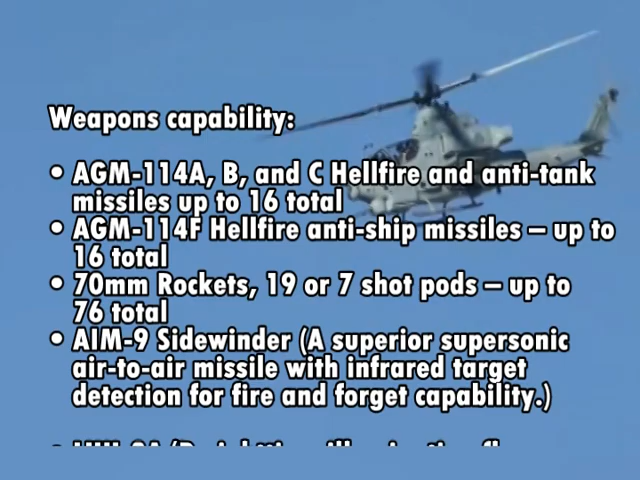 Weapons capability:
• AGM-114A, B, and C Hellfire and anti-tank
missiles up to 16 total
• AGM-114F Hellfire anti-ship missiles – up to
16 total
• 70mm Rockets, 19 or 7 shot pods – up to
76 total
• AIM-9 Sidewinder (A superior supersonic
air-to-air missile with infrared target
detection for fire and forget capability.)